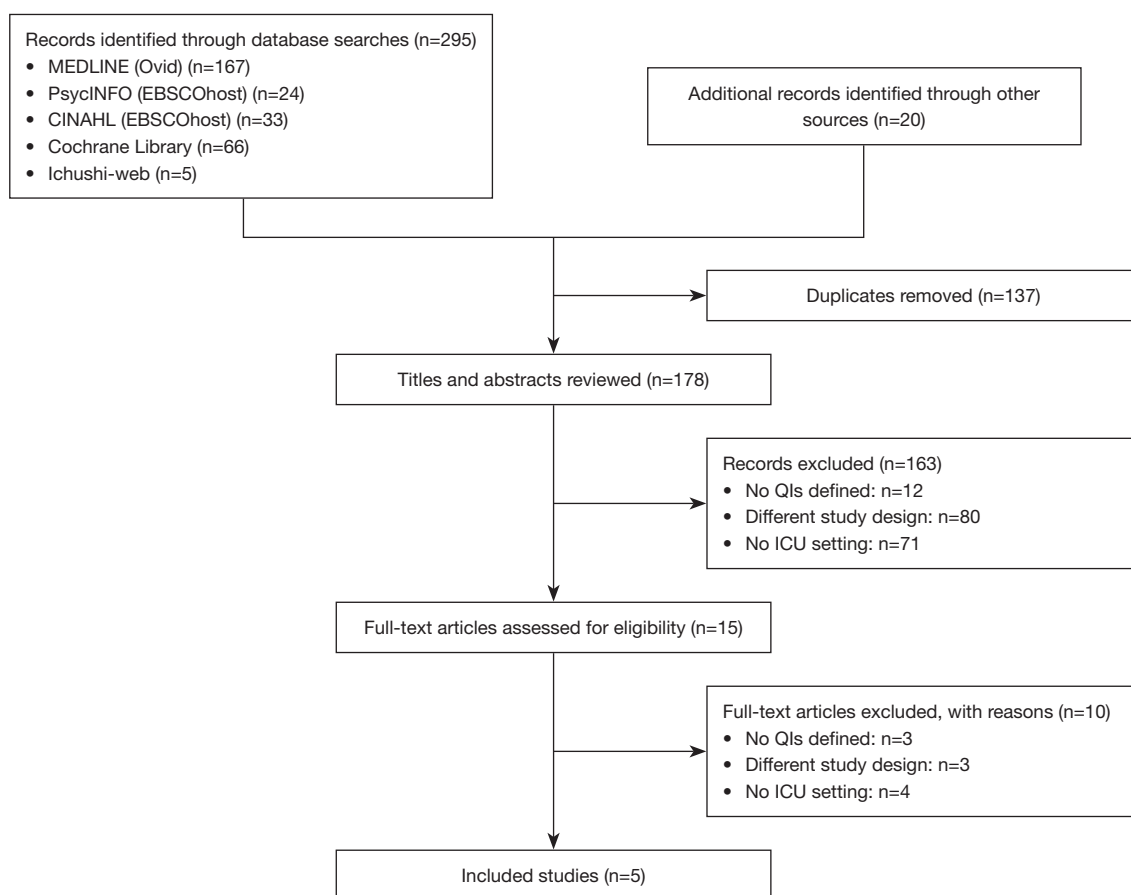 Records identified through database searches (n=295)
• MEDLINE (Ovid) (n=167)
• PsycINFO (EBSCOhost) (n=24)
• CINAHL (EBSCOhost) (n=33)
• Cochrane Library (n=66)
• Ichushi-web (n=5)
Additional records identified through other
sources (n=20)
Duplicates removed (n=137)
Titles and abstracts reviewed (n=178)
Records excluded (n=163)
• No QIs defined: n=12
• Different study design: n=80
• No ICU setting: n=71
Full-text articles assessed for eligibility (n=15)
Full-text articles excluded, with reasons (n=10)
• No QIs defined: n=3
• Different study design: n=3
• No ICU setting: n=4
Included studies (n=5)